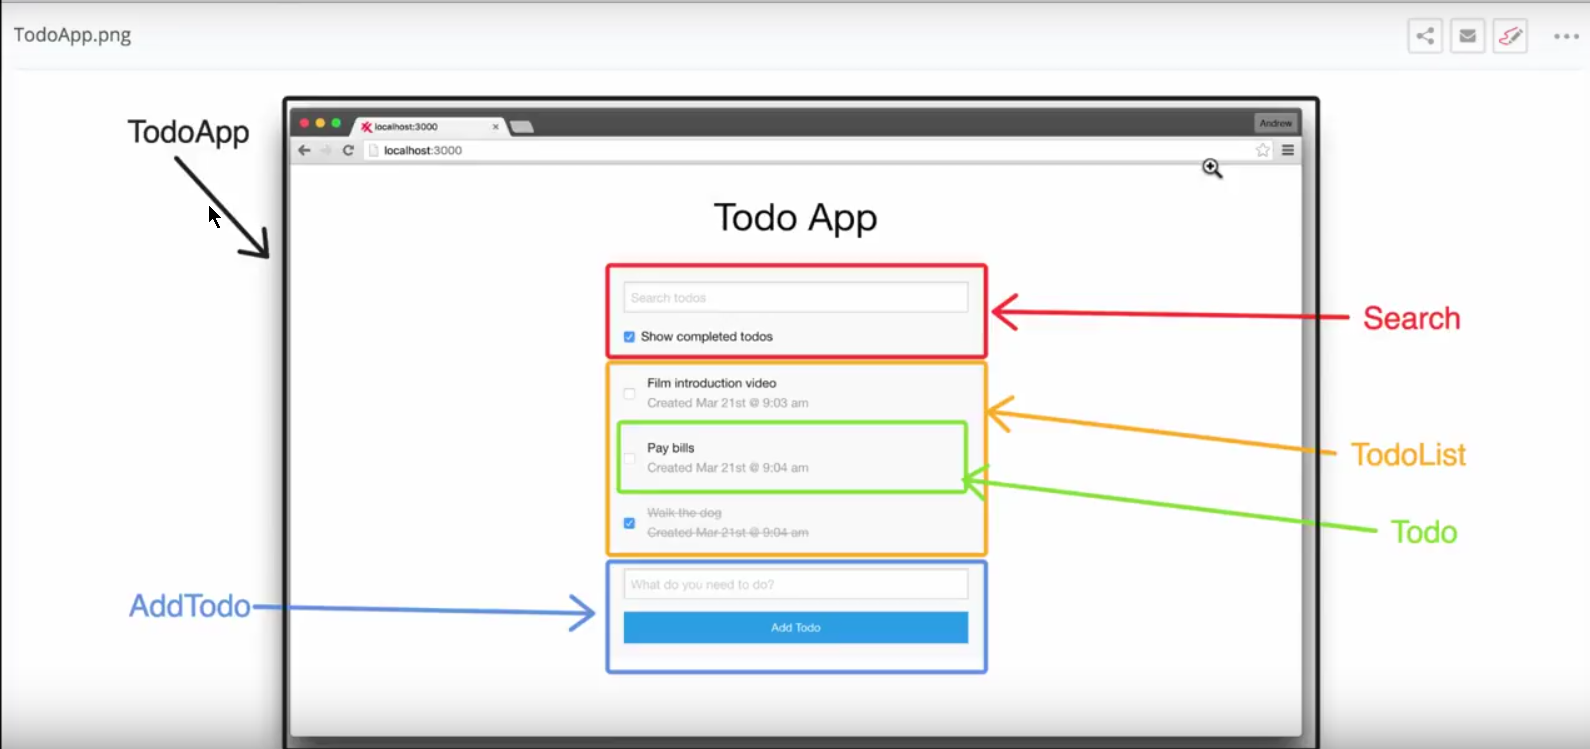 TodoApp.png
TodoApp
localhost:3000
Andrew
localhost:3000
Todo App
Search todos
Show completed todos
Search
Film introduction video
Created Mar 21st @ 9:03 am
TodoList
Pay bills
Created Mar 21st @ 9:04 am
Todo
Walk the dog
Created Mar 21st @ 9:04 am
AddTodo
What do you need to do?
Add Todo